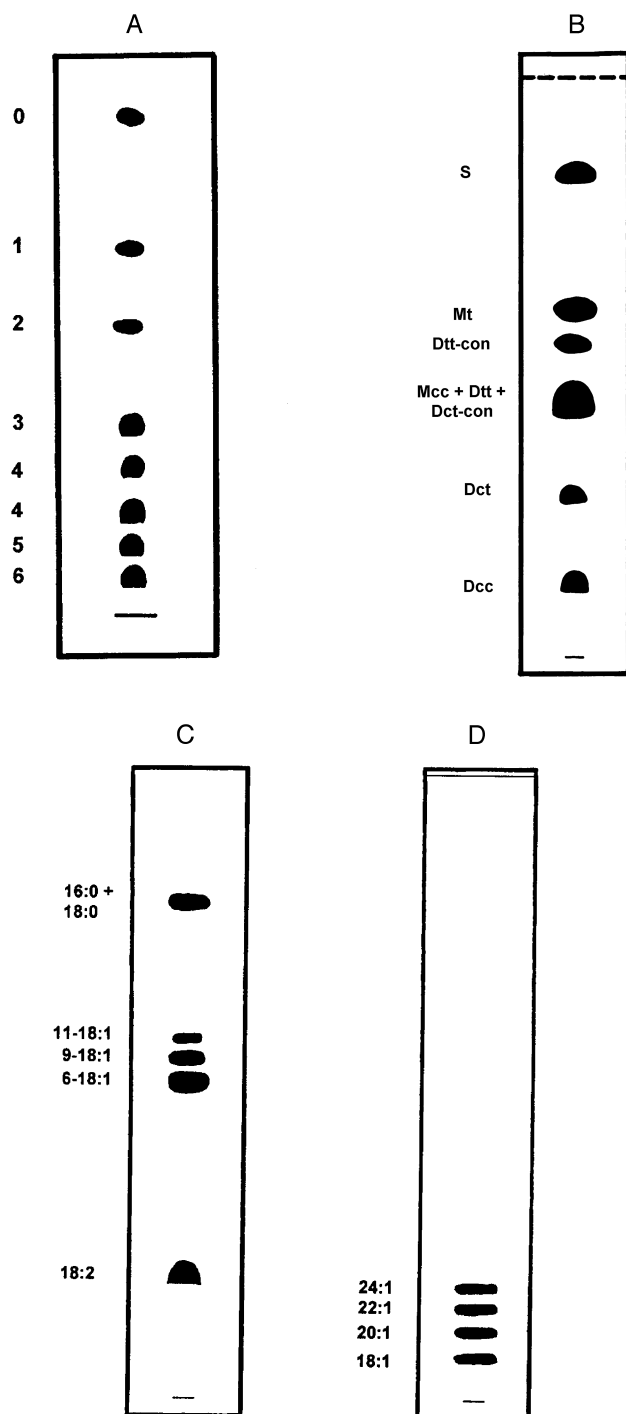 A
0
1
2
3
4
4
5
6
B
S
Mt
Dtt-con
Mcc + Dtt +
Dct-con
Dct
Dcc
C
16:0 +
18:0
11-18:1
9-18:1
6-18:1
18:2
D
24:1
22:1
20:1
18:1